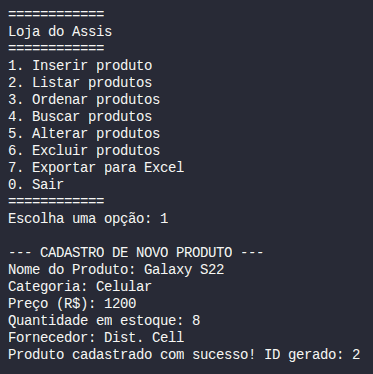 ============
Loja do Assis
============
1. Inserir produto
2. Listar produtos
3. Ordenar produtos
4. Buscar produtos
5. Alterar produtos
6. Excluir produtos
7. Exportar para Excel
0. Sair
============
Escolha uma opção: 1

--- CADASTRO DE NOVO PRODUTO ---
Nome do Produto: Galaxy S22
Categoria: Celular
Preço (R$): 1200
Quantidade em estoque: 8
Fornecedor: Dist. Cell
Produto cadastrado com sucesso! ID gerado: 2